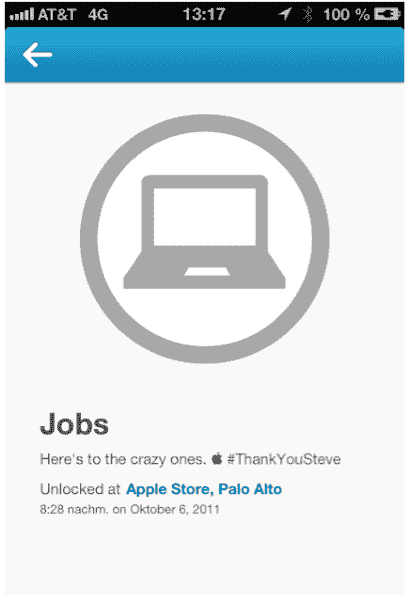 AT&T 4G 13:17 100 %
Jobs
Here's to the crazy ones. #ThankYouSteve
Unlocked at Apple Store, Palo Alto
8:28 nachm. on Oktober 6, 2011